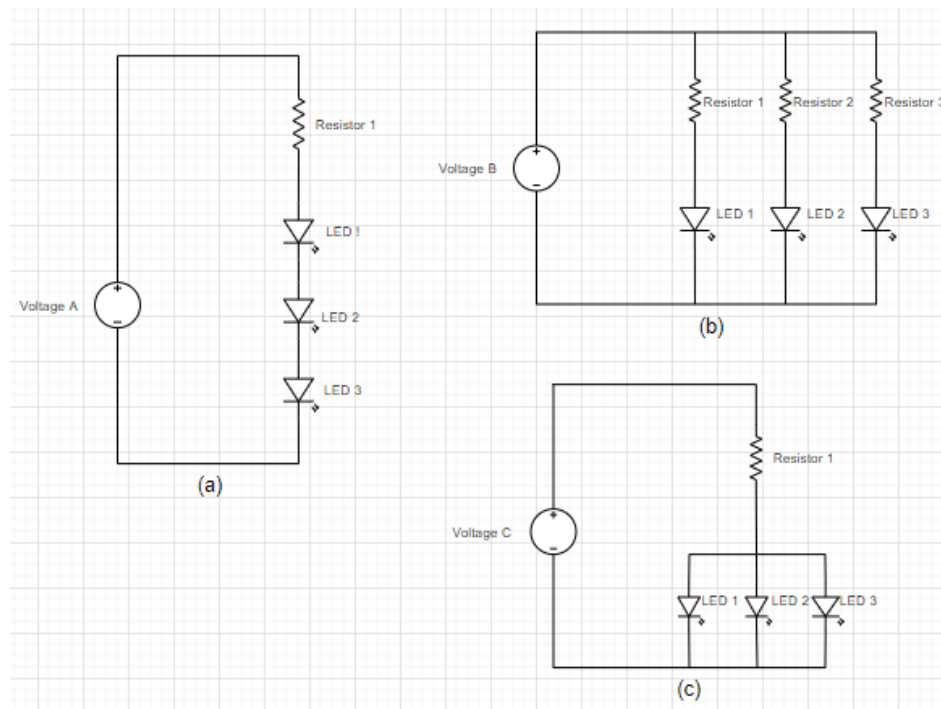 Resistor 1
LED !
Voltage A
LED 2
LED 3
(a)
Resistor 1
Resistor 2
Resistor 3
Voltage B
LED 1
LED 2
LED 3
(b)
Resistor 1
Voltage C
LED 1
LED 2
LED 3
(c)